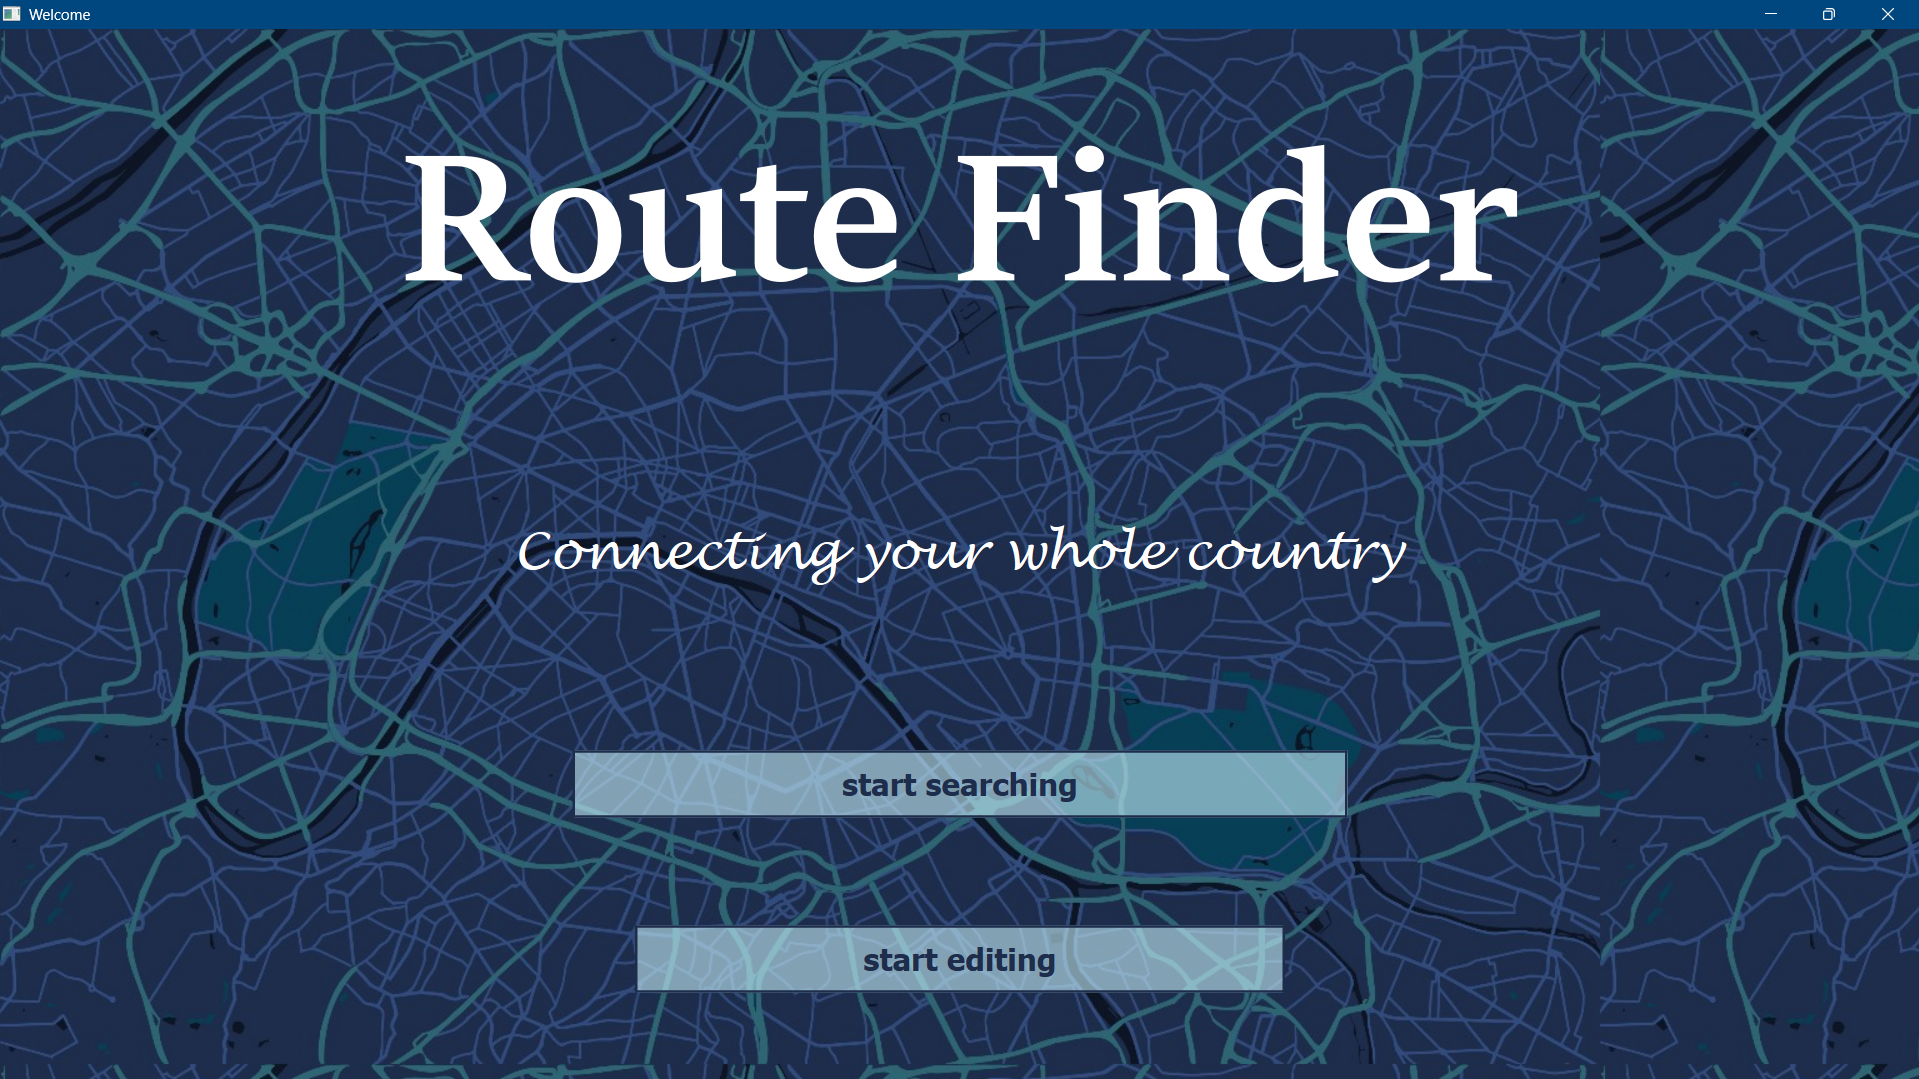 Welcome
Route Finder
Connecting your whole country
start searching
start editing